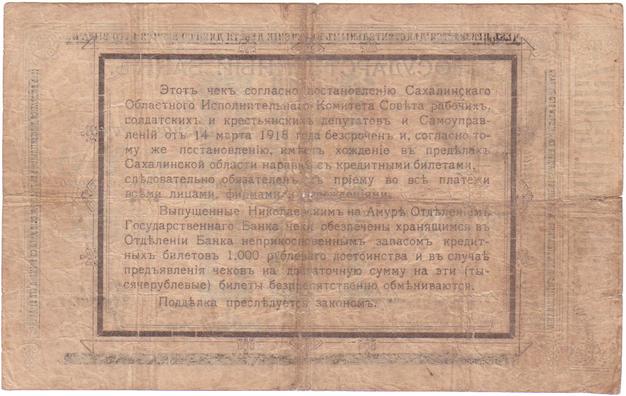 Этотъ чекъ согласно постановленію Сахалинскаго
Областного Исполнительнаго Комитета Совѣта рабочихъ,
солдатскихъ и крестьянскихъ депутатовъ и Самоуправ-
леній отъ 14 марта 1918 года безсроченъ и, согласно то-
му же постановленію, имѣетъ хожденіе въ предѣлахъ
Сахалинской области наравнѣ съ кредитными билетами,
слѣдовательно обязателенъ къ пріему во всѣ платежи
всѣми лицами, фирмами и учрежденіями.
Выпущенные Николаевскимъ на Амурѣ Отдѣленіемъ
Государственнаго Банка чеки обезпечены хранящимся въ
Отдѣленіи Банка неприкосновеннымъ запасомъ кредит-
ныхъ билетовъ 1.000 рублеваго достоинства и въ случаѣ
предъявленія чековъ на достаточную сумму на эти (ты-
сячерублевые) билеты безпрепятственно обмѣниваются.
Поддѣлка преслѣдуется закономъ.